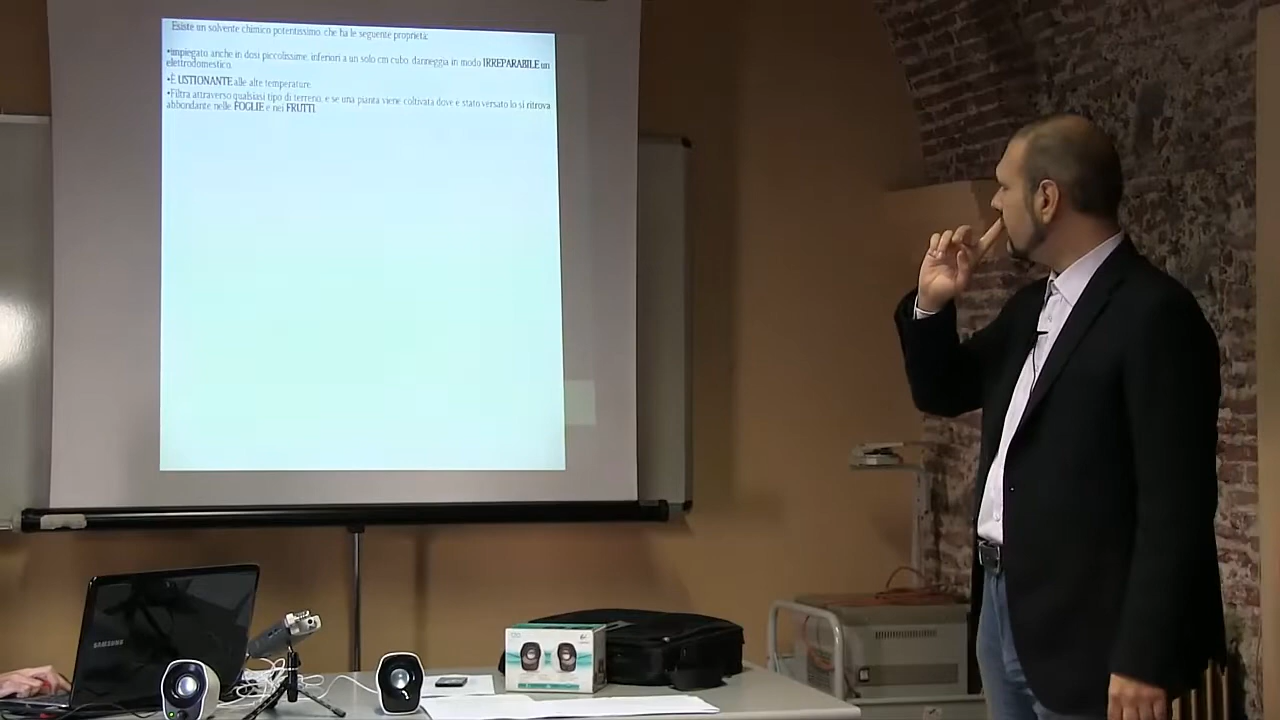 Esiste un solvente chimico potentissimo, che ha le seguente proprietà:
•impiegato anche in dosi piccolissime, inferiori a un solo cm cubo, danneggia in modo IRREPARABILE un
elettrodomestico.
•È USTIONANTE alle alte temperature.
•Filtra attraverso qualsiasi tipo di terreno, e se una pianta viene coltivata dove e stato versato lo si ritrova
abbondante nelle FOGLIE e nei FRUTTI.
SAMSUNG